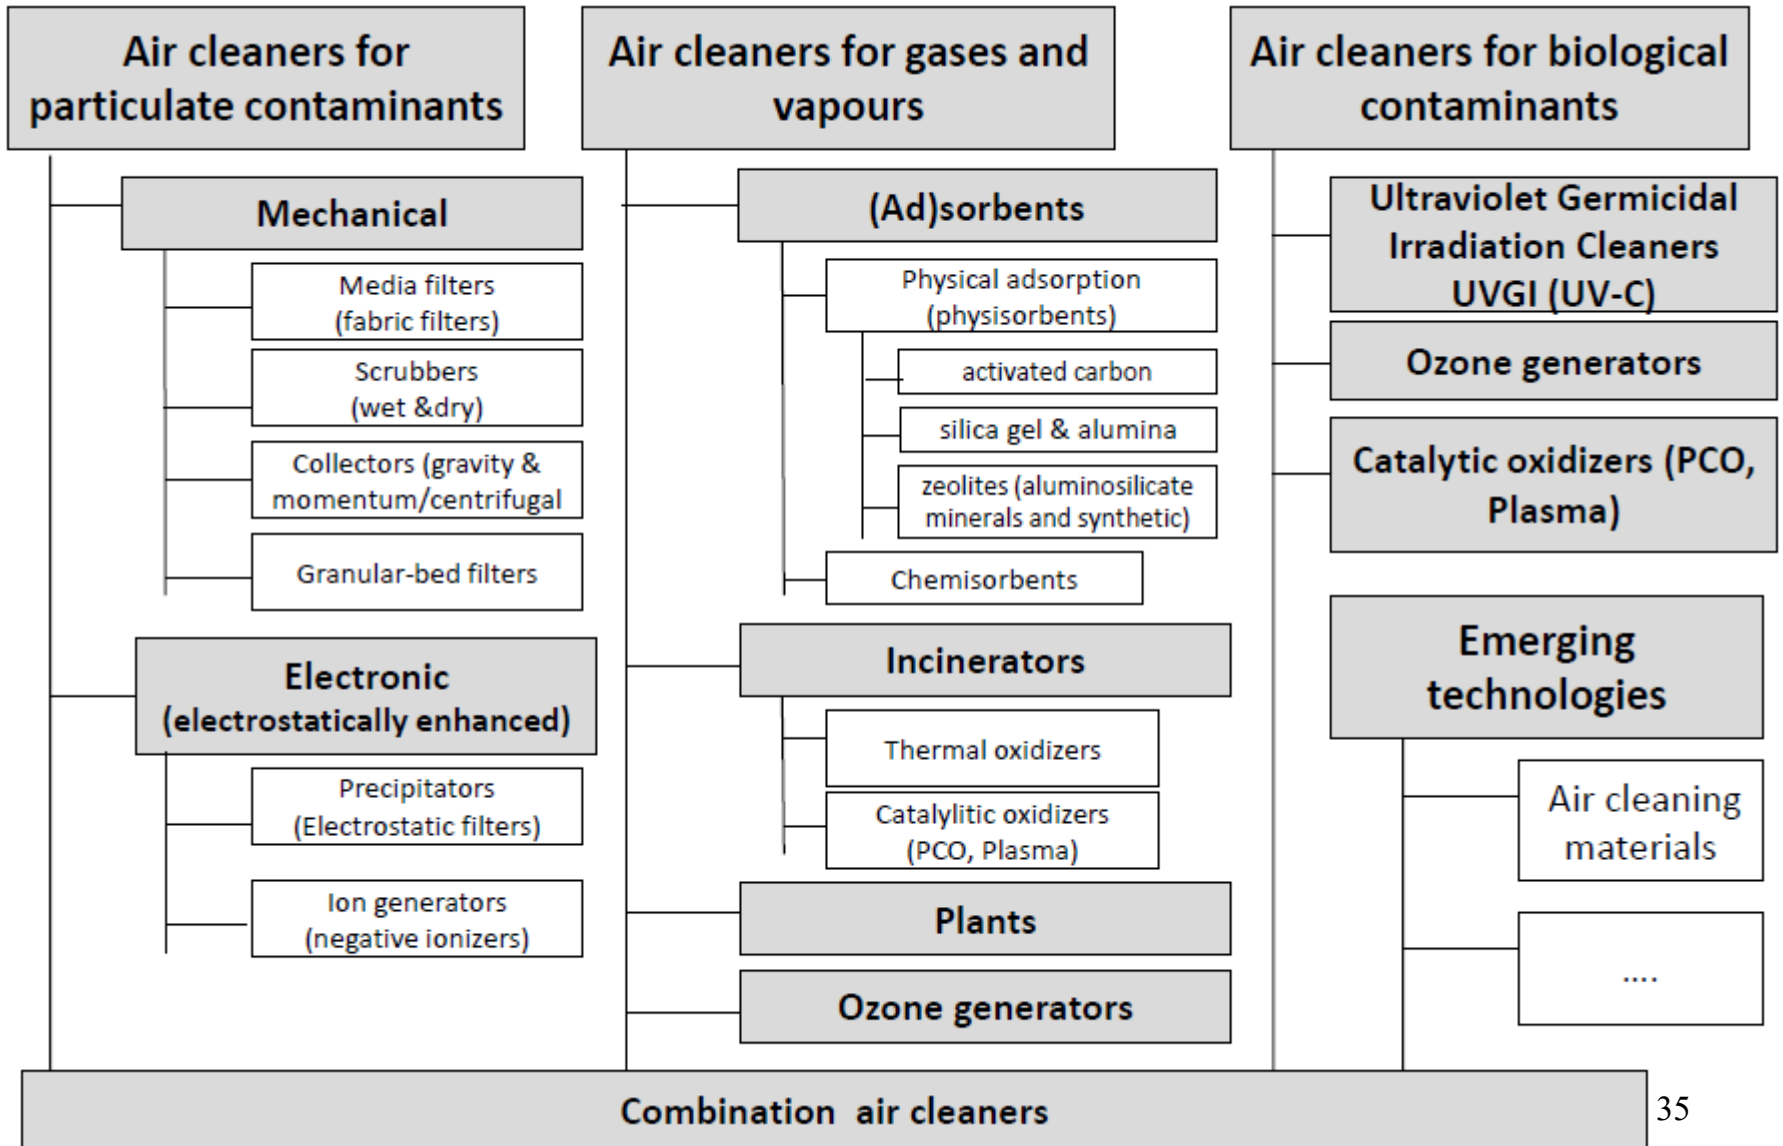 Air cleaners for
particulate contaminants
Mechanical
Media filters
(fabric filters)
Scrubbers
(wet &dry)
Collectors (gravity &
momentum/centrifugal
Granular-bed filters
Electronic
(electrostatically enhanced)
Precipitators
(Electrostatic filters)
Ion generators
(negative ionizers)
Air cleaners for gases and
vapours
(Ad)sorbents
Physical adsorption
(physisorbents)
activated carbon
silica gel & alumina
zeolites (aluminosilicate
minerals and synthetic)
Chemisorbents
Incinerators
Thermal oxidizers
Catalylitic oxidizers
(PCO, Plasma)
Plants
Ozone generators
Air cleaners for biological
contaminants
Ultraviolet Germicidal
Irradiation Cleaners
UVGI (UV-C)
Ozone generators
Catalytic oxidizers (PCO,
Plasma)
Emerging
technologies
Air cleaning
materials
....
Combination air cleaners
35